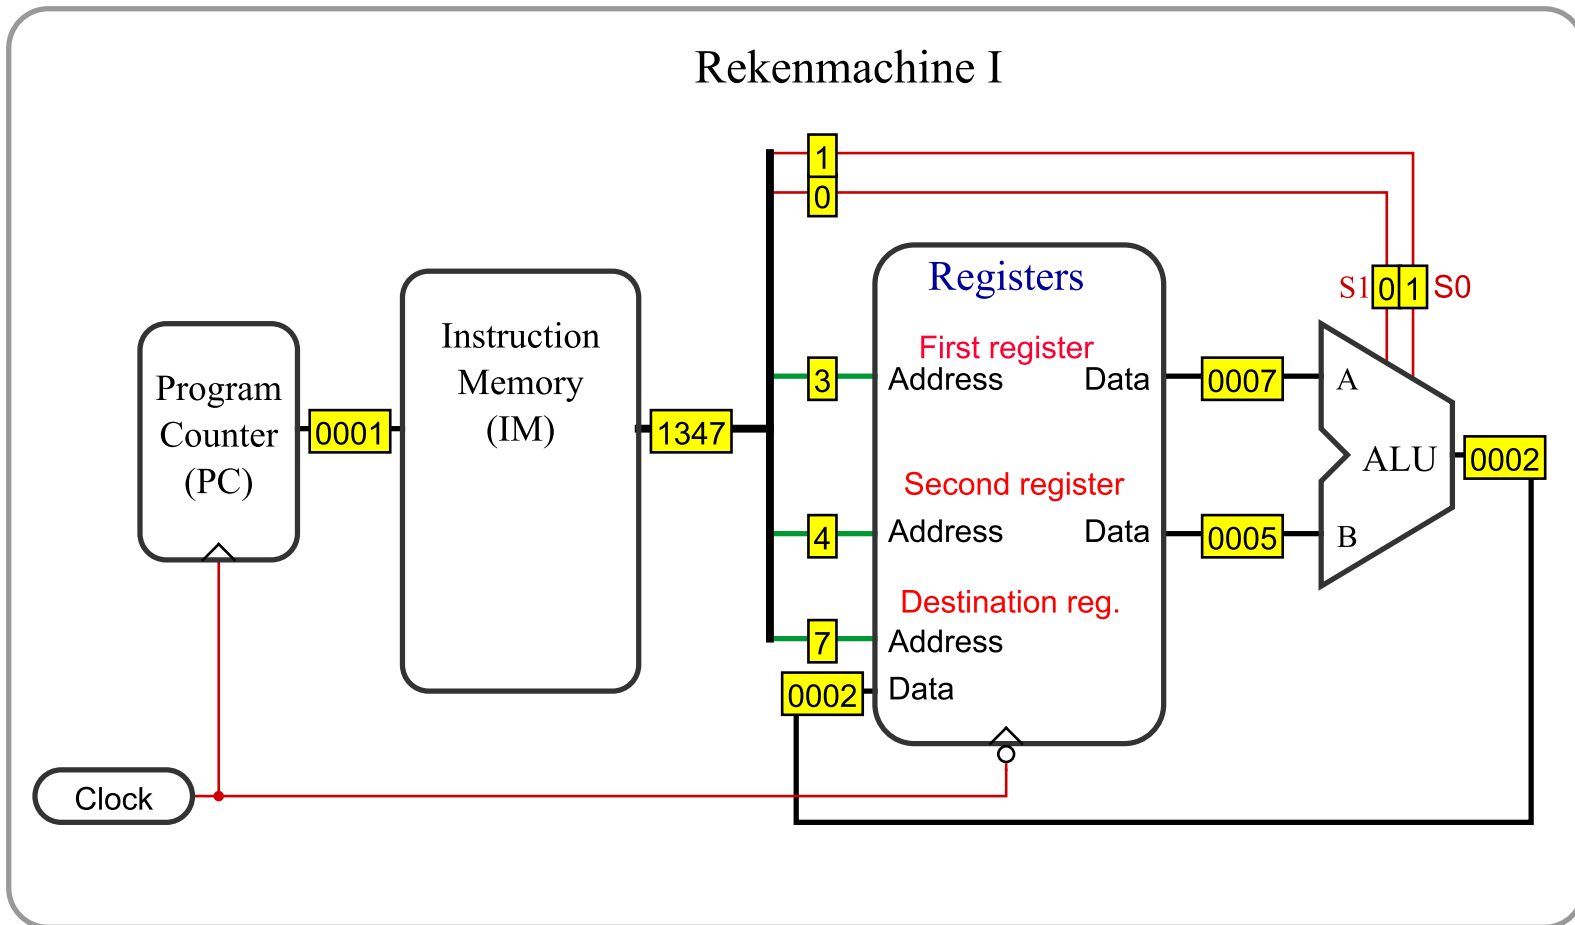 Rekenmachine I
1
0
Registers
S1 0 1 S0
Instruction
Memory
(IM)
Program
Counter
(PC)
0001
1347
First register
3 Address Data 0007 A
ALU 0002
Second register
4 Address Data 0005 B
Destination reg.
7 Address
0002 Data
Clock